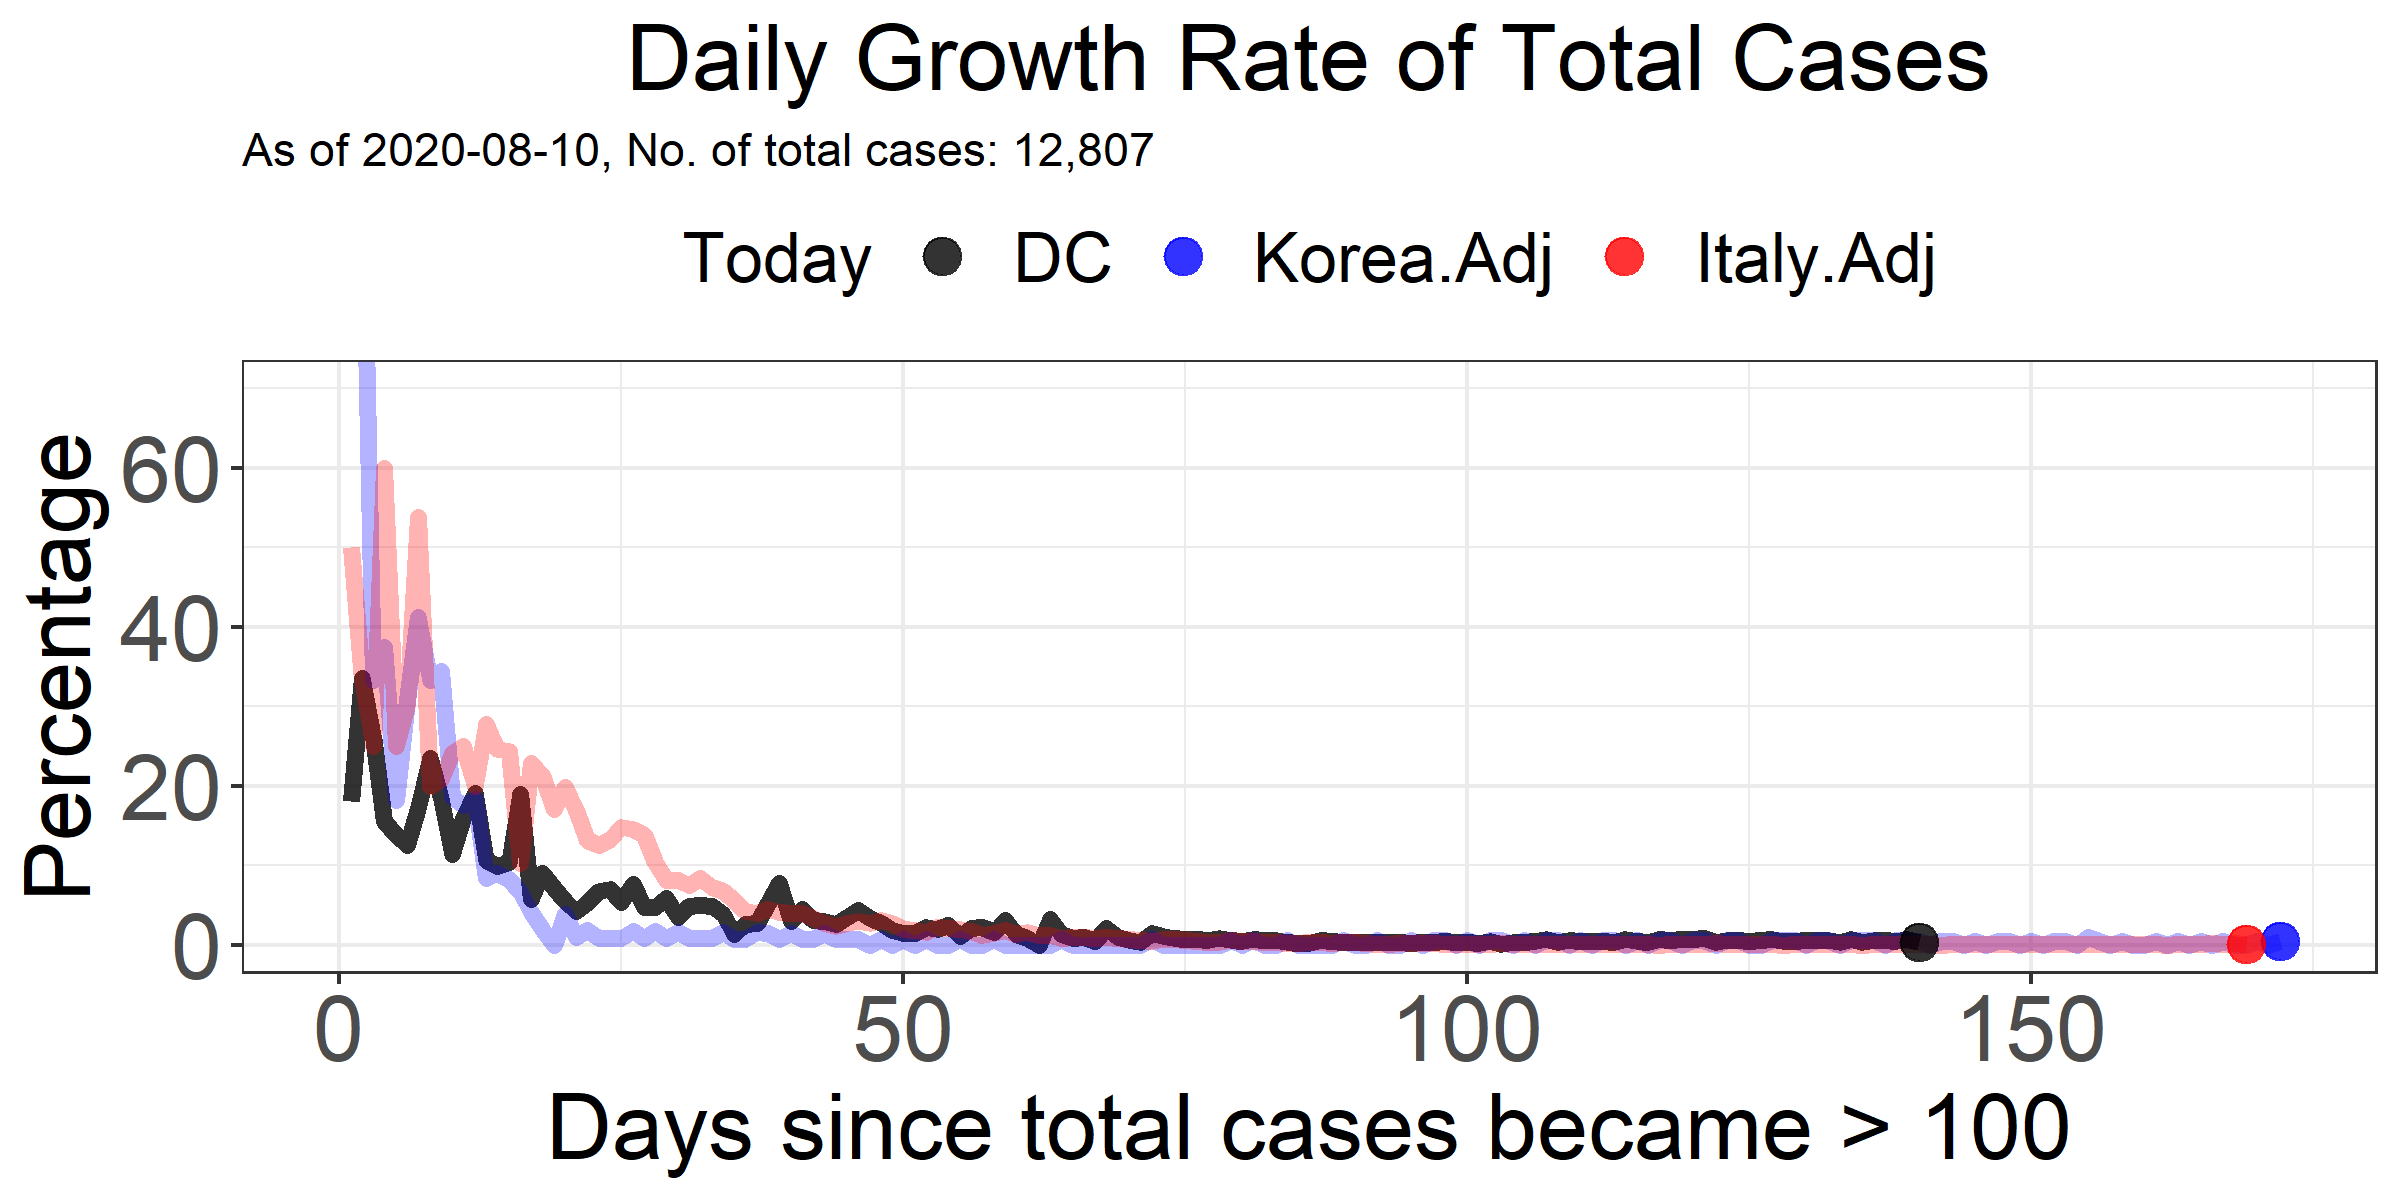 Daily Growth Rate of Total Cases
As of 2020-08-10, No. of total cases: 12,807
Today DC Korea.Adj Italy.Adj
Percentage
60
40
20
0
0 50 100 150
Days since total cases became > 100